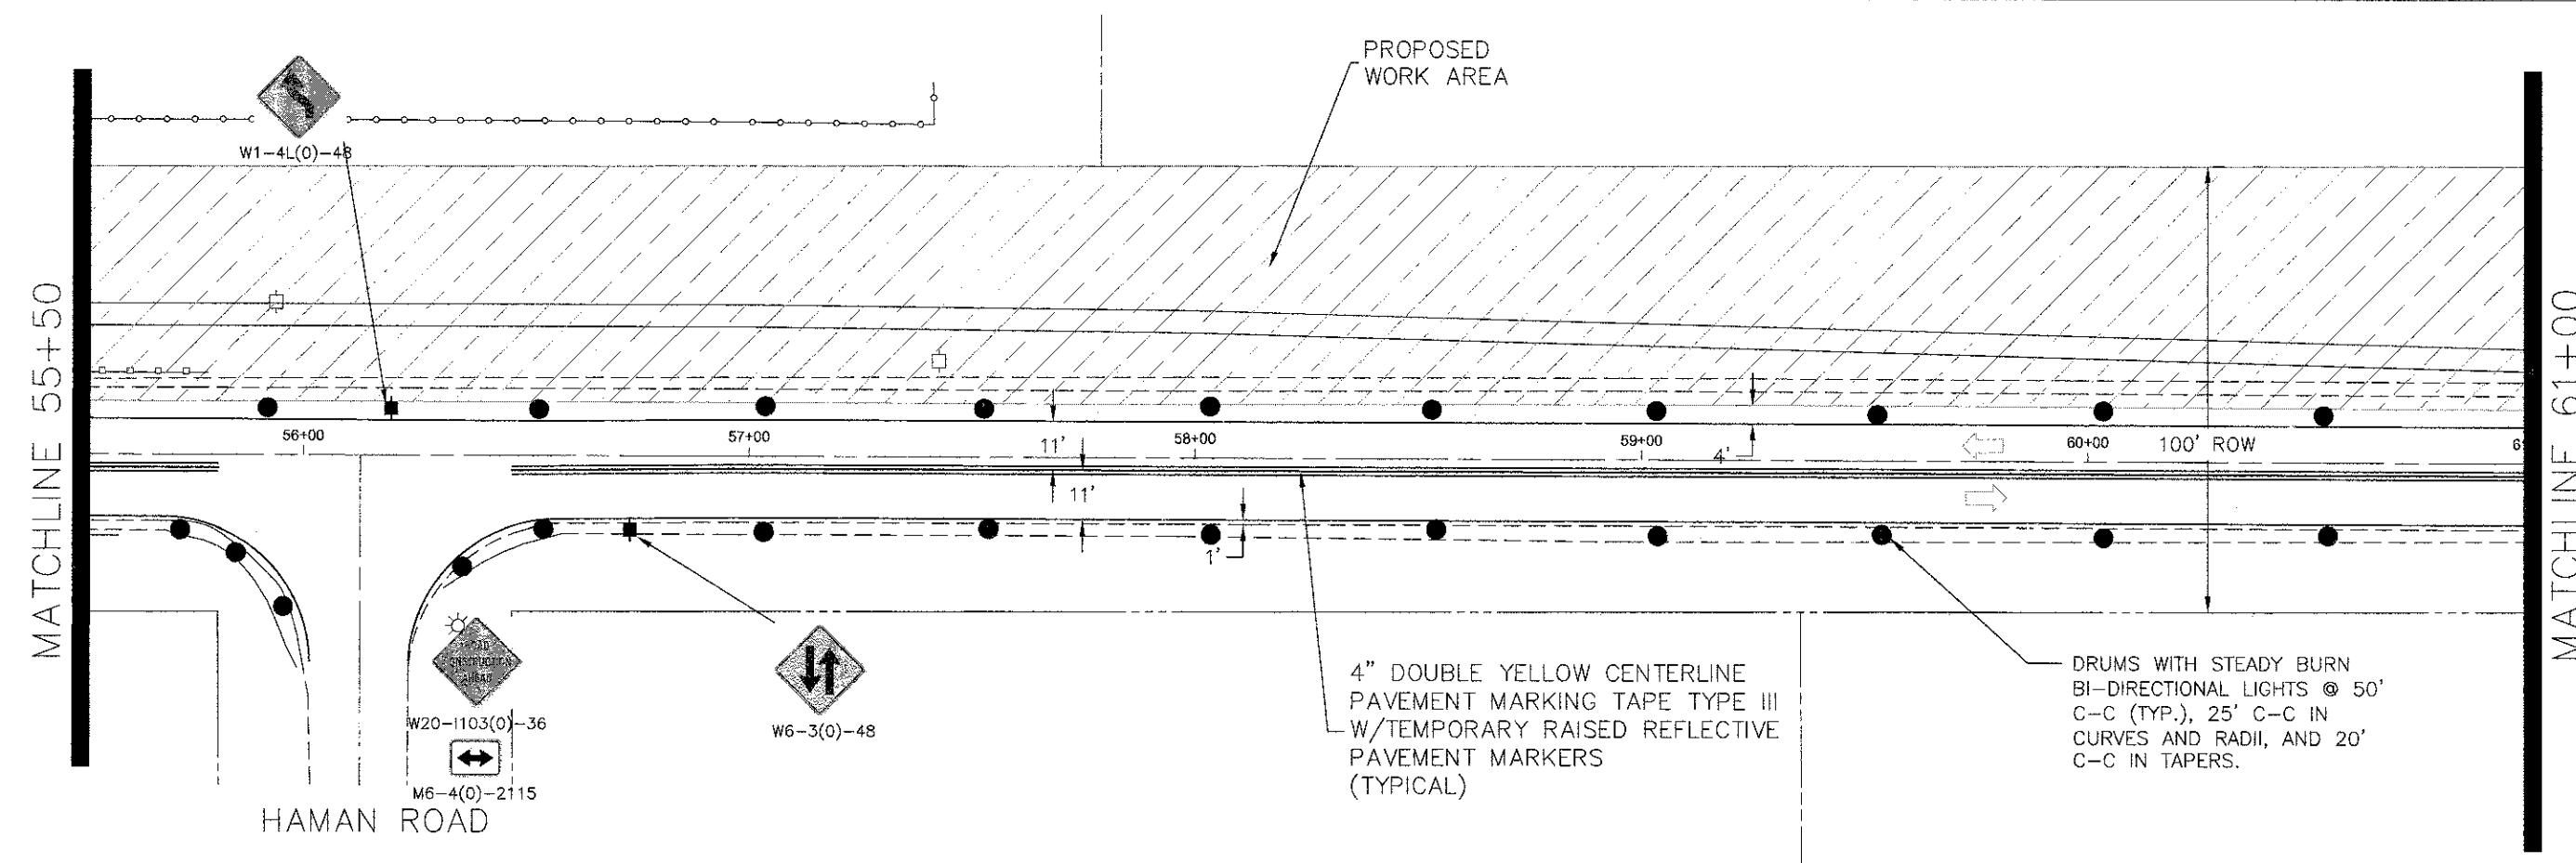 PROPOSED
WORK AREA
W1-4L(0)-48
MATCHLINE 55+50
MATCHLINE 61+00
56+00
57+00
58+00
59+00
60+00
6
11'
11'
4'
1'
100' ROW
ROAD
CONSTRUCTION
AHEAD
W20-I103(0)-36
M6-4(0)-2115
HAMAN ROAD
W6-3(0)-48
4" DOUBLE YELLOW CENTERLINE
PAVEMENT MARKING TAPE TYPE III
W/TEMPORARY RAISED REFLECTIVE
PAVEMENT MARKERS
(TYPICAL)
DRUMS WITH STEADY BURN
BI-DIRECTIONAL LIGHTS @ 50'
C-C (TYP.), 25' C-C IN
CURVES AND RADII, AND 20'
C-C IN TAPERS.